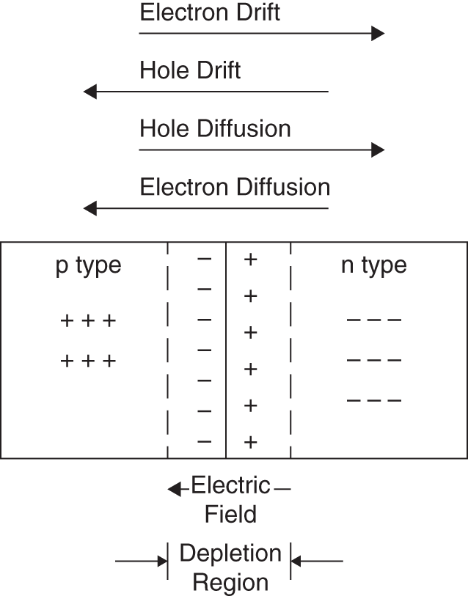 Electron Drift
Hole Drift
Hole Diffusion
Electron Diffusion
p type
n type
− +
− +
− +
− +
− +
− +
− +
+ + +
+ + +
− − −
− − −
− − −
Electric
Field
Depletion
Region